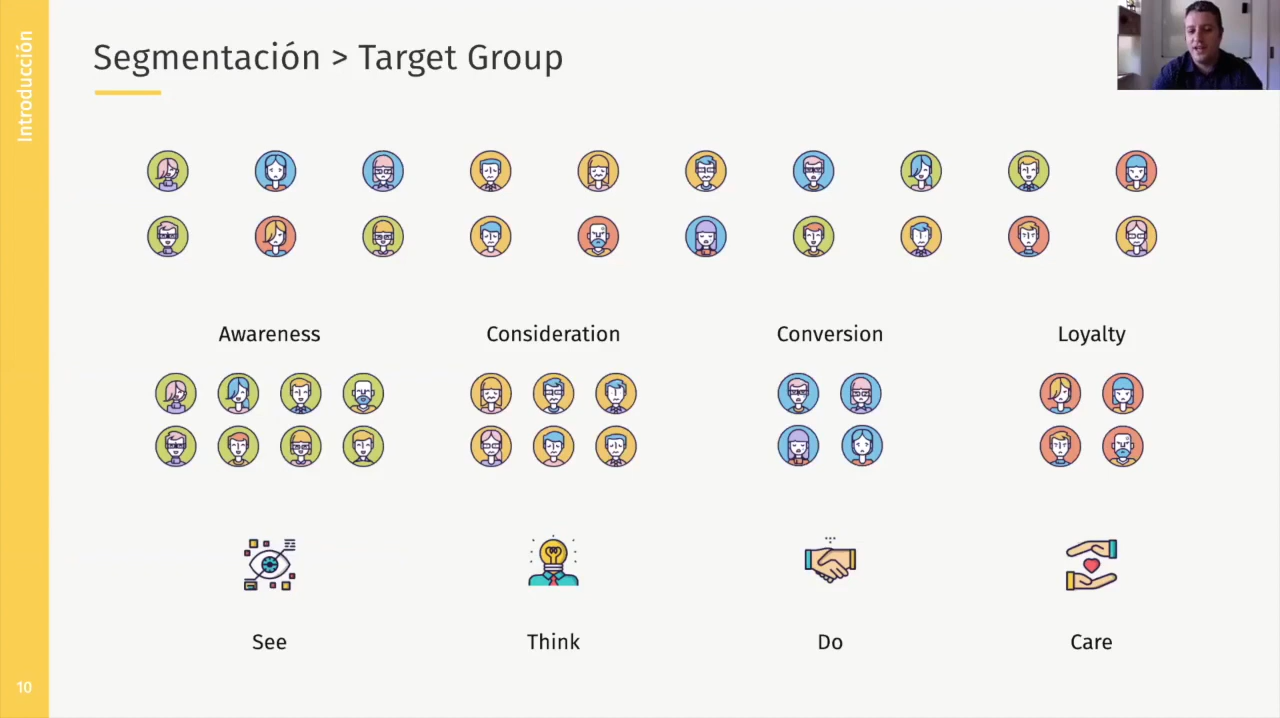 Introducción
Segmentación > Target Group
Awareness
Consideration
Conversion
Loyalty
See
Think
Do
Care
10